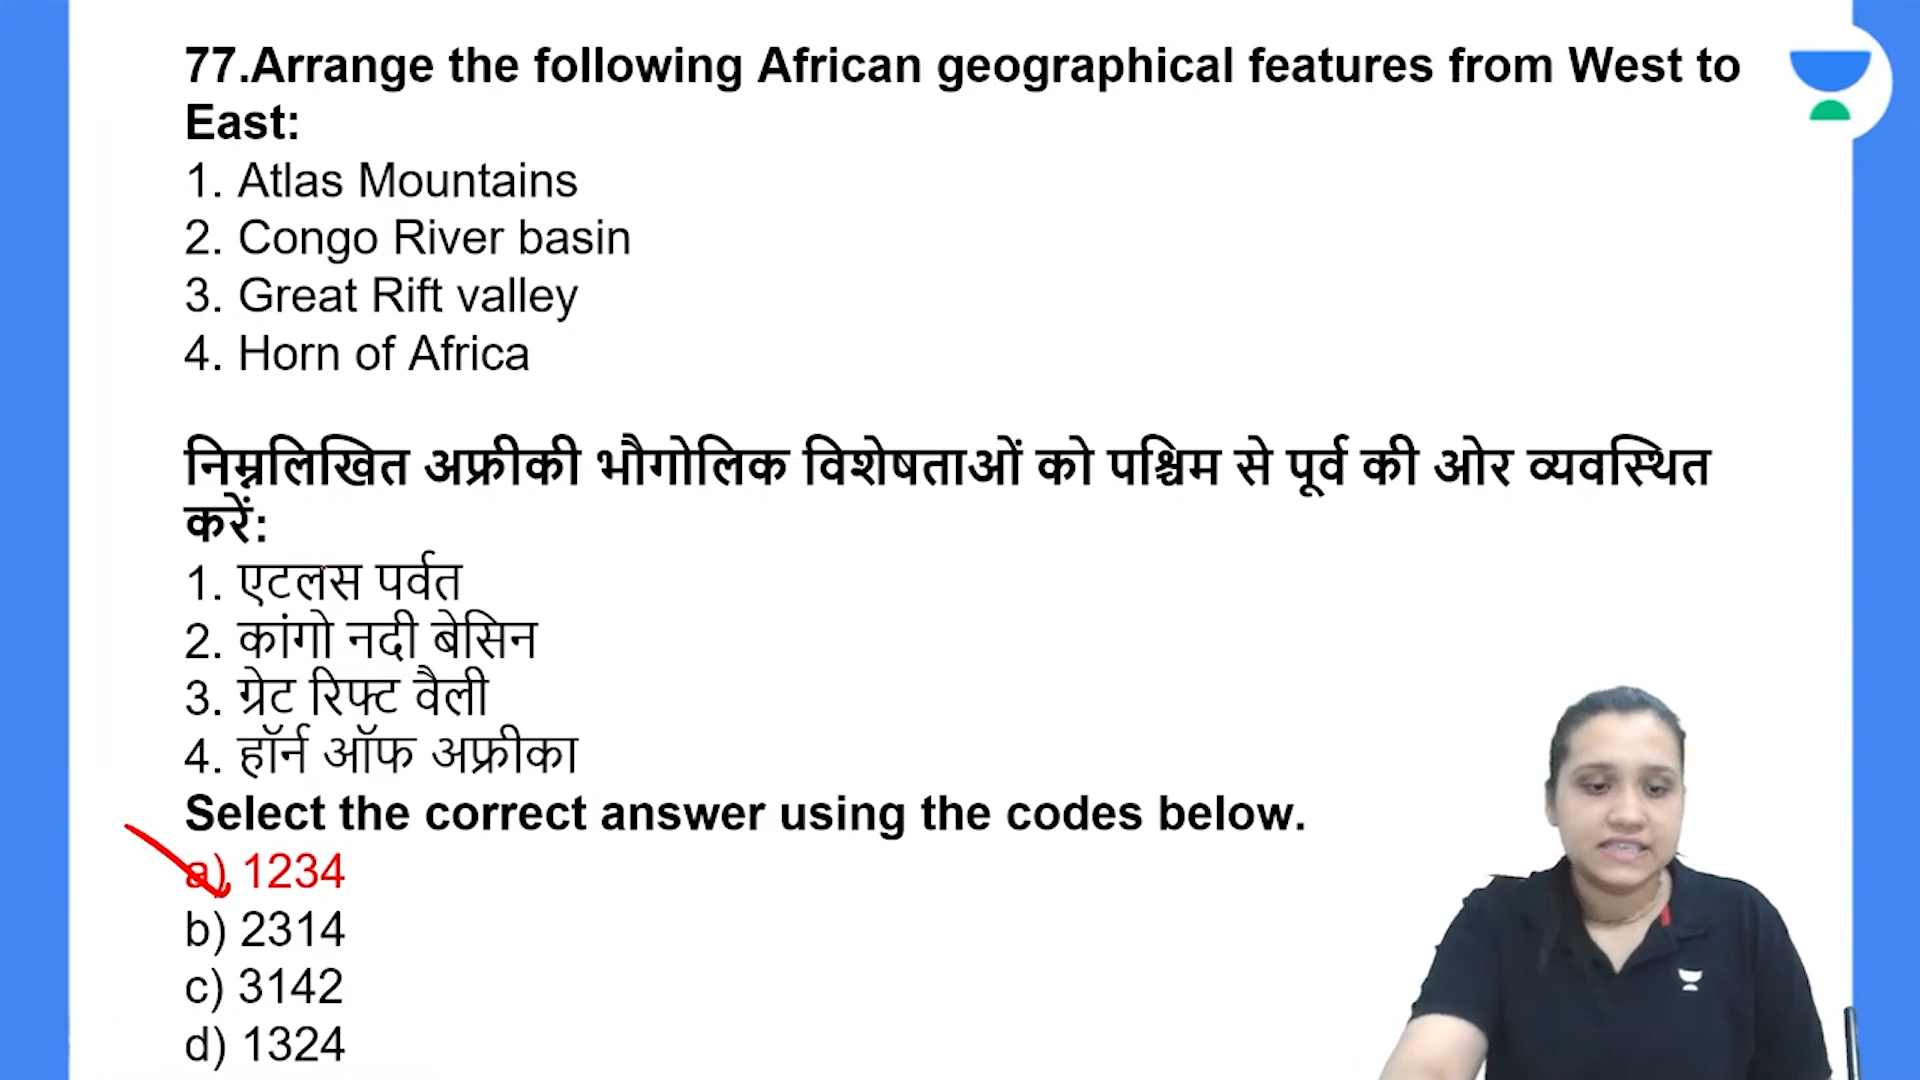 77.Arrange the following African geographical features from West to
East:
1. Atlas Mountains
2. Congo River basin
3. Great Rift valley
4. Horn of Africa
निम्नलिखित अफ्रीकी भौगोलिक विशेषताओं को पश्चिम से पूर्व की ओर व्यवस्थित
करें:
1. एटलस पर्वत
2. कांगो नदी बेसिन
3. ग्रेट रिफ्ट वैली
4. हॉर्न ऑफ अफ्रीका
Select the correct answer using the codes below.
a) 1234
b) 2314
c) 3142
d) 1324